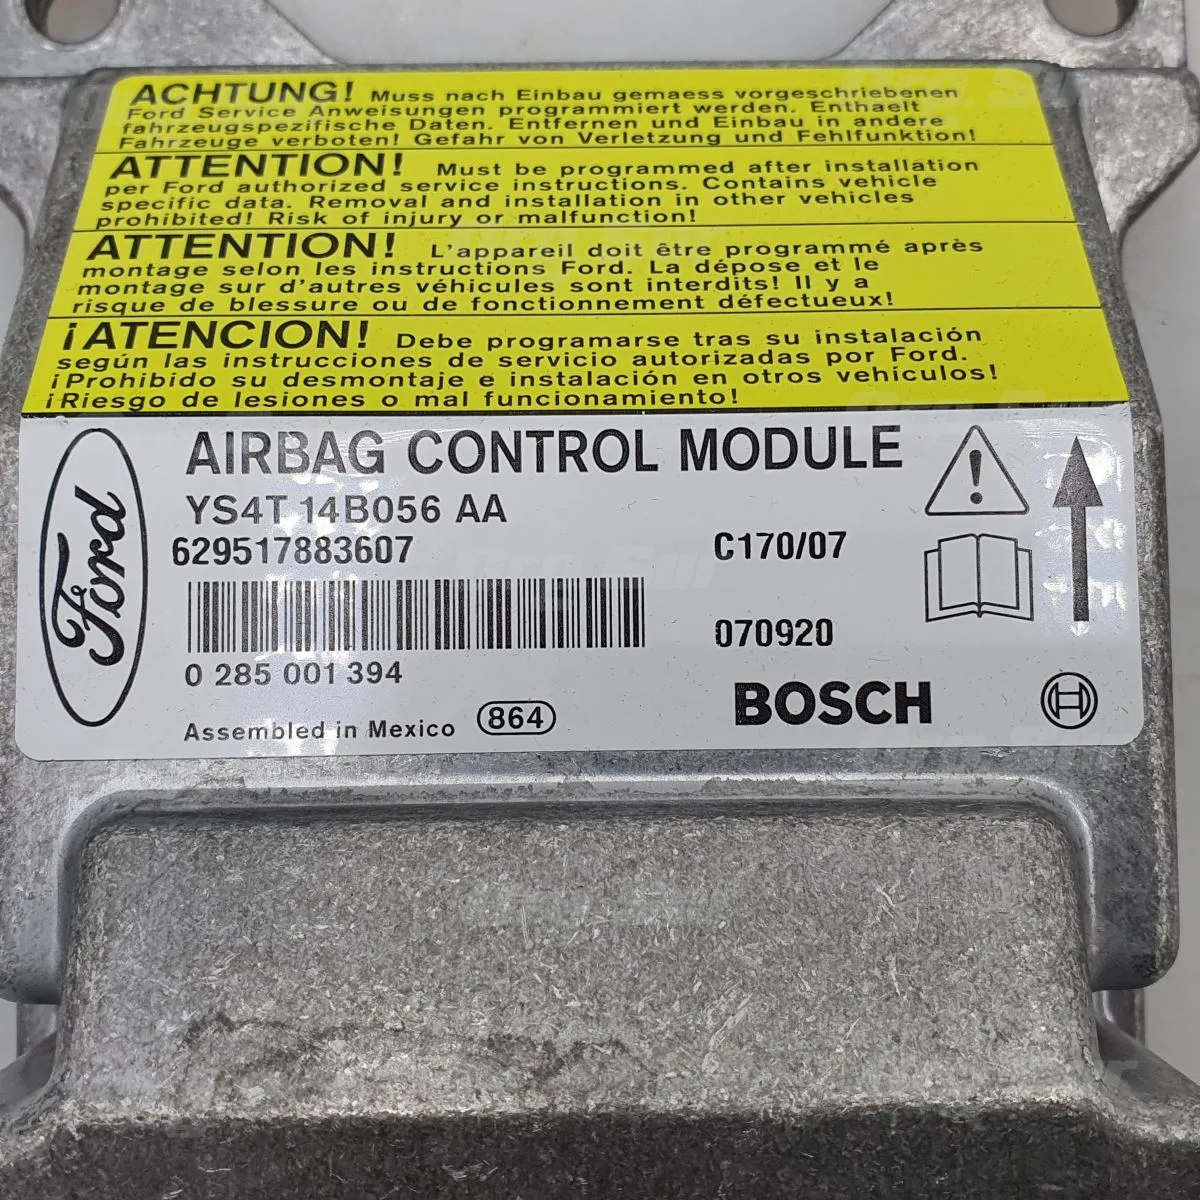 ACHTUNG! Muss nach Einbau gemaess vorgeschriebenen
Ford Service Anweisungen programmiert werden. Enthaelt
fahrzeugspezifische Daten. Entfernen und Einbau in andere
Fahrzeuge verboten! Gefahr von Verletzung und Fehlfunktion!
ATTENTION! Must be programmed after installation
per Ford authorized service instructions. Contains vehicle
specific data. Removal and installation in other vehicles
prohibited! Risk of injury or malfunction!
ATTENTION! L'appareil doit être programmé après
montage selon les instructions Ford. La dépose et le
montage sur d'autres véhicules sont interdits! Il y a
risque de blessure ou de fonctionnement défectueux!
¡ATENCION! Debe programarse tras su instalación
según las instrucciones de servicio autorizadas por Ford.
¡Prohibido su desmontaje e instalación en otros vehículos!
¡Riesgo de lesiones o mal funcionamiento!
Ford
AIRBAG CONTROL MODULE
YS4T 14B056 AA
629517883607 C170/07
070920
0 285 001 394
Assembled in Mexico 864 BOSCH